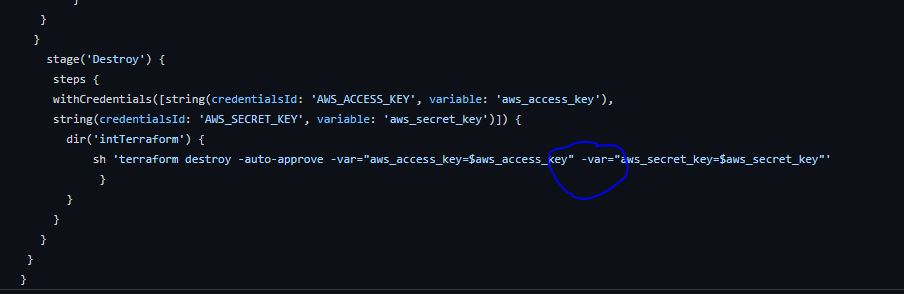 }
}
}
stage('Destroy') {
steps {
withCredentials([string(credentialsId: 'AWS_ACCESS_KEY', variable: 'aws_access_key'),
string(credentialsId: 'AWS_SECRET_KEY', variable: 'aws_secret_key')]) {
dir('intTerraform') {
sh 'terraform destroy -auto-approve -var="aws_access_key=$aws_access_key" -var="aws_secret_key=$aws_secret_key"'
}
}
}
}
}
}